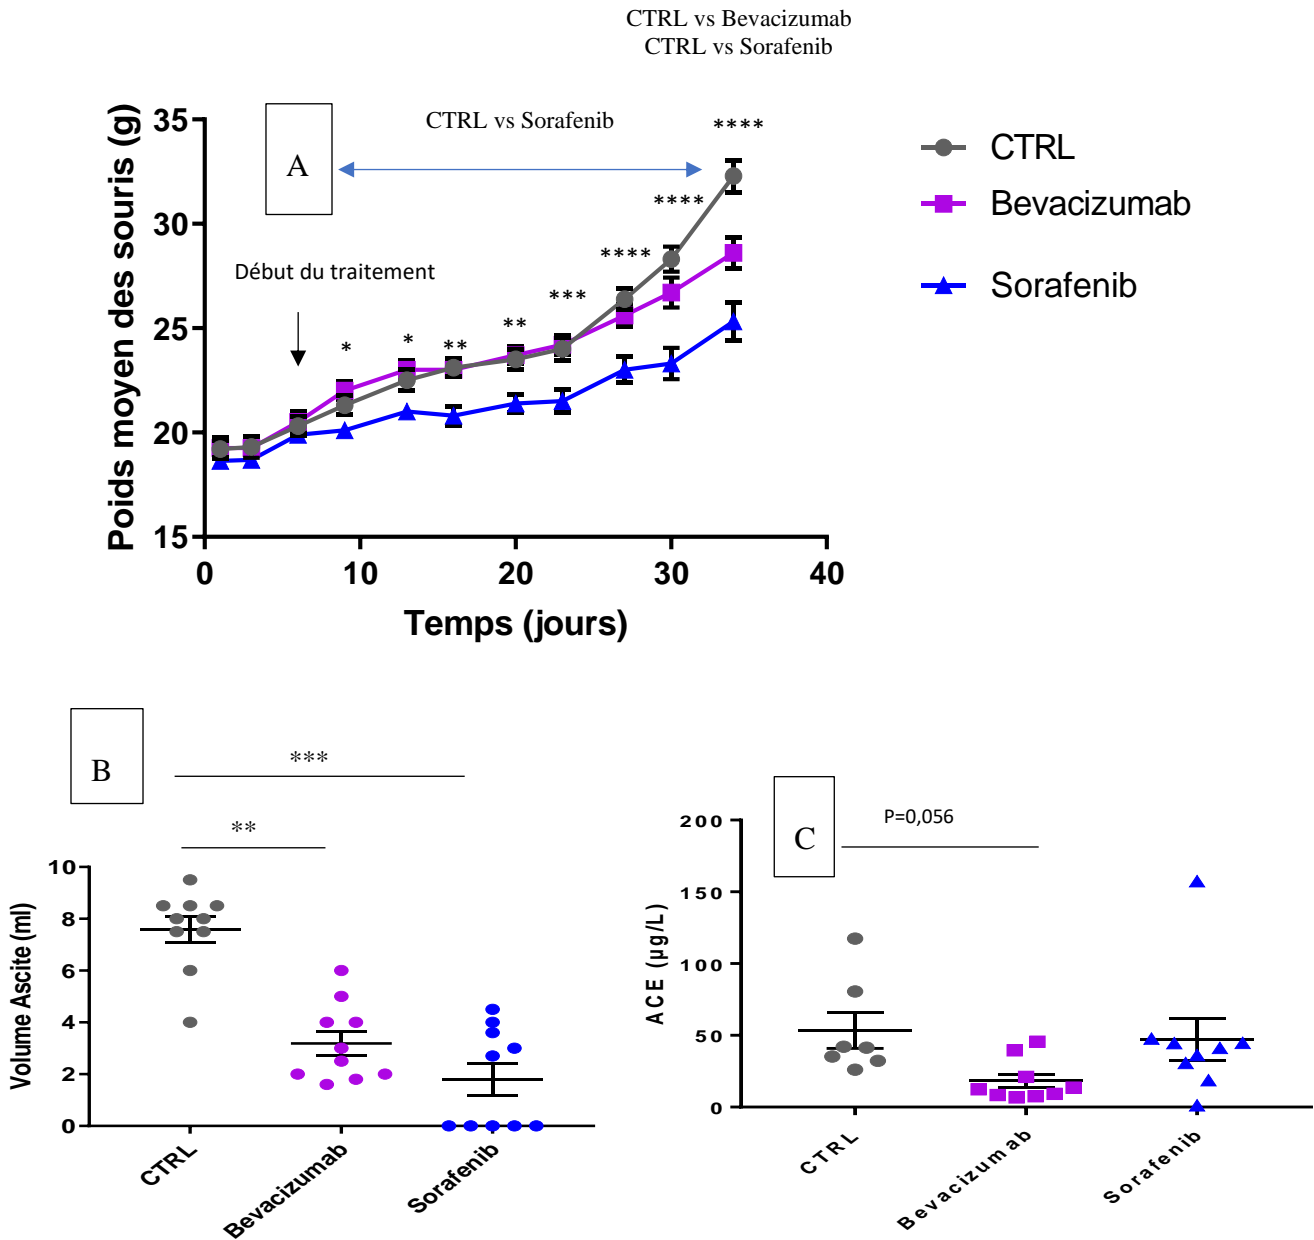 CTRL vs Bevacizumab
CTRL vs Sorafenib
A
CTRL vs Sorafenib
****
****
****
***
**
**
*
*
Début du traitement
Poids moyen des souris (g)
35
30
25
20
15
0
10
20
30
40
Temps (jours)
CTRL
Bevacizumab
Sorafenib
B
***
**
Volume Ascite (ml)
10
8
6
4
2
0
CTRL
Bevacizumab
Sorafenib
C
P=0,056
ACE (µg/L)
200
150
100
50
0
CTRL
Bevacizumab
Sorafenib